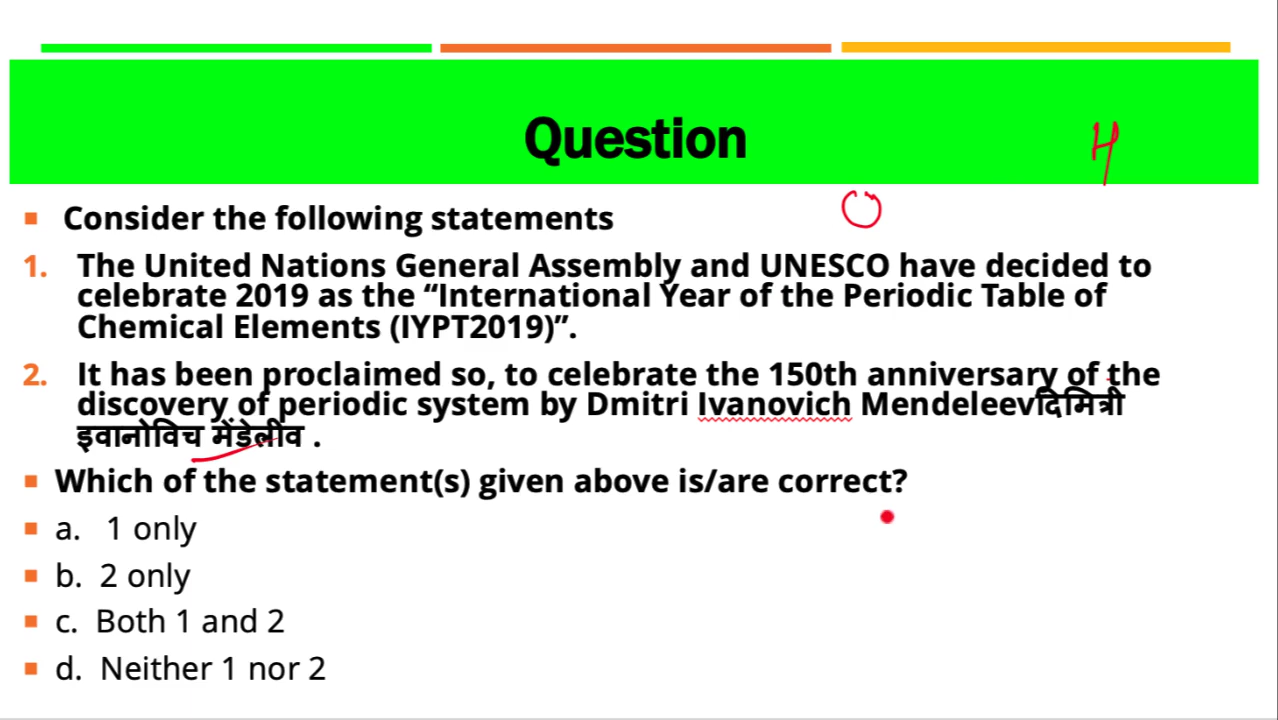 Question
Consider the following statements
1. The United Nations General Assembly and UNESCO have decided to
celebrate 2019 as the “International Year of the Periodic Table of
Chemical Elements (IYPT2019)”.
2. It has been proclaimed so, to celebrate the 150th anniversary of the
discovery of periodic system by Dmitri Ivanovich Mendeleevदिमित्री
इवानोविच मेंडेलीव .
Which of the statement(s) given above is/are correct?
a. 1 only
b. 2 only
c. Both 1 and 2
d. Neither 1 nor 2